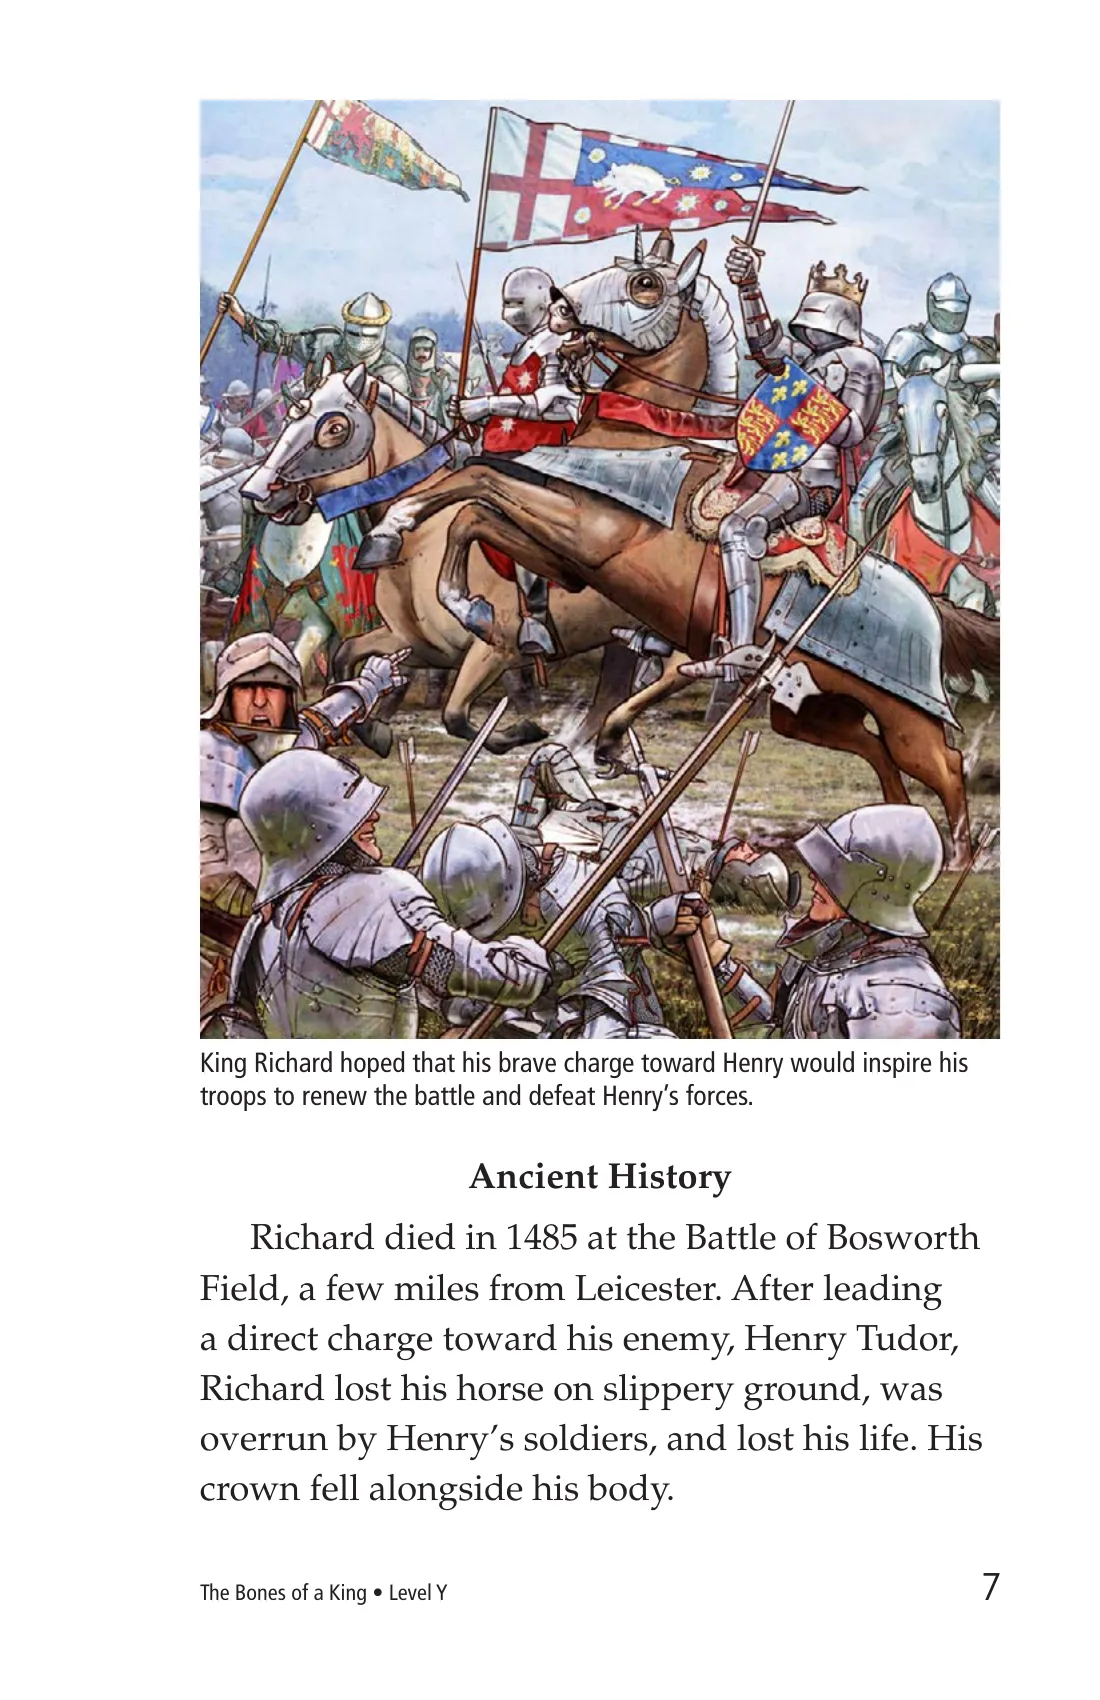 King Richard hoped that his brave charge toward Henry would inspire his
troops to renew the battle and defeat Henry’s forces.
Ancient History
Richard died in 1485 at the Battle of Bosworth
Field, a few miles from Leicester. After leading
a direct charge toward his enemy, Henry Tudor,
Richard lost his horse on slippery ground, was
overrun by Henry’s soldiers, and lost his life. His
crown fell alongside his body.
The Bones of a King • Level Y
7